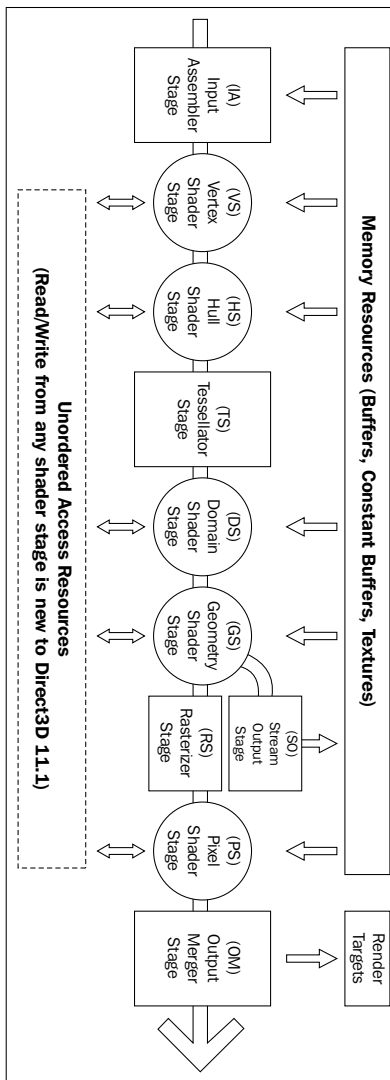 Memory Resources (Buffers, Constant Buffers, Textures)
Render
Targets
(IA)
Input
Assembler
Stage
(VS)
Vertex
Shader
Stage
(HS)
Hull
Shader
Stage
(TS)
Tessellator
Stage
(DS)
Domain
Shader
Stage
(GS)
Geometry
Shader
Stage
(SO)
Stream
Output
Stage
(RS)
Rasterizer
Stage
(PS)
Pixel
Shader
Stage
(OM)
Output
Merger
Stage
Unordered Access Resources
(Read/Write from any shader stage is new to Direct3D 11.1)